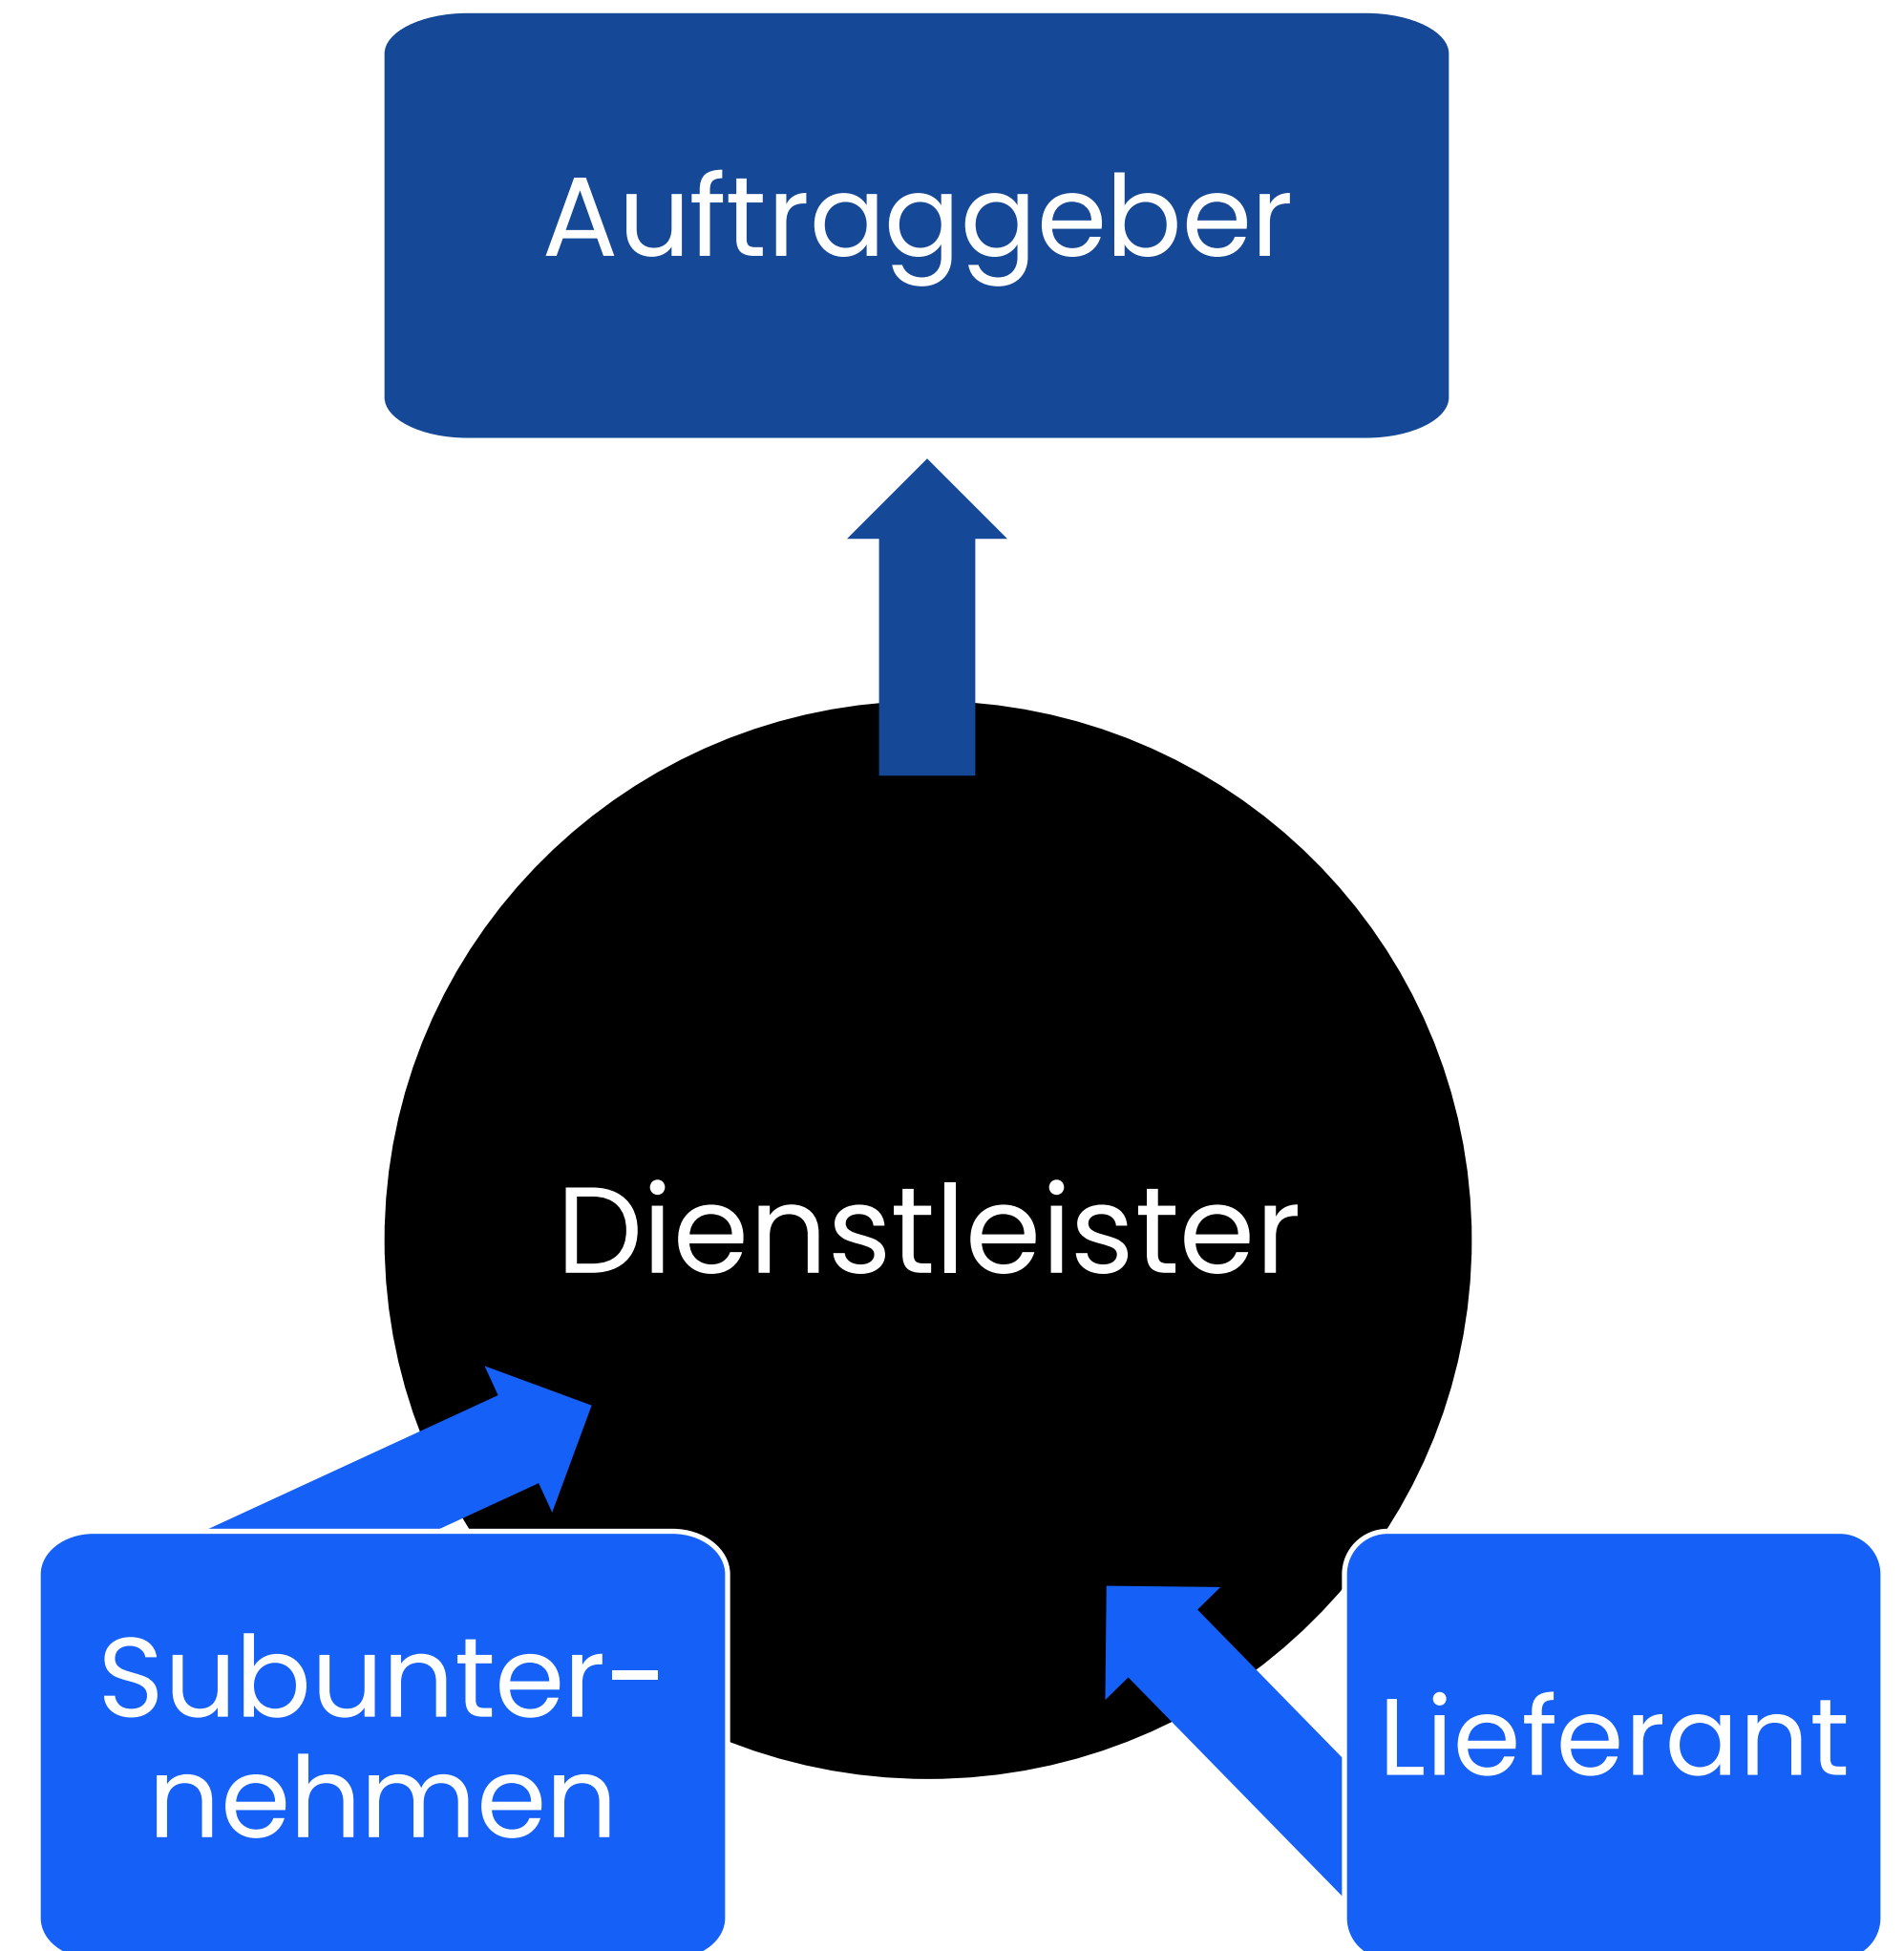 Auftraggeber
Dienstleister
Subunter-
nehmen
Lieferant